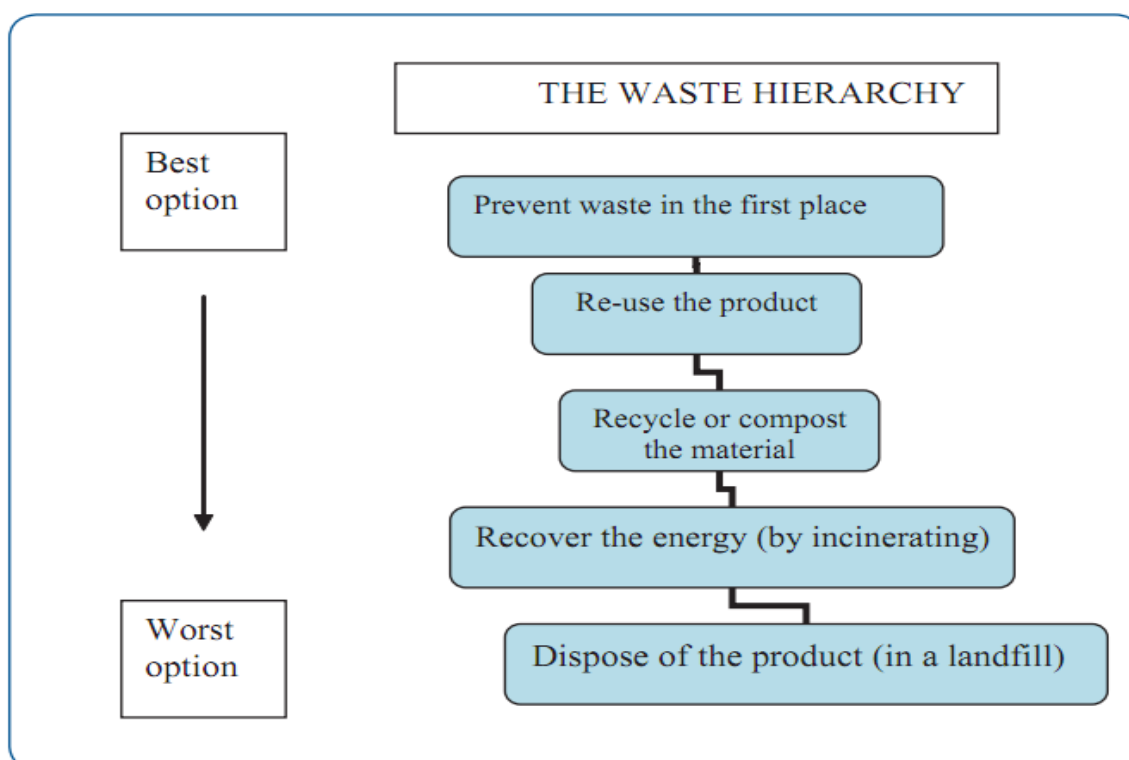 THE WASTE HIERARCHY
Best
option
Prevent waste in the first place
Re-use the product
Recycle or compost
the material
Recover the energy (by incinerating)
Worst
option
Dispose of the product (in a landfill)